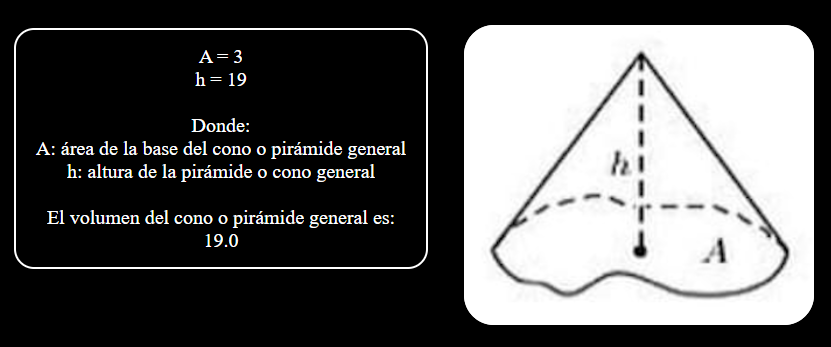 A = 3
h = 19
Donde:
A: área de la base del cono o pirámide general
h: altura de la pirámide o cono general
El volumen del cono o pirámide general es:
19.0
h
A